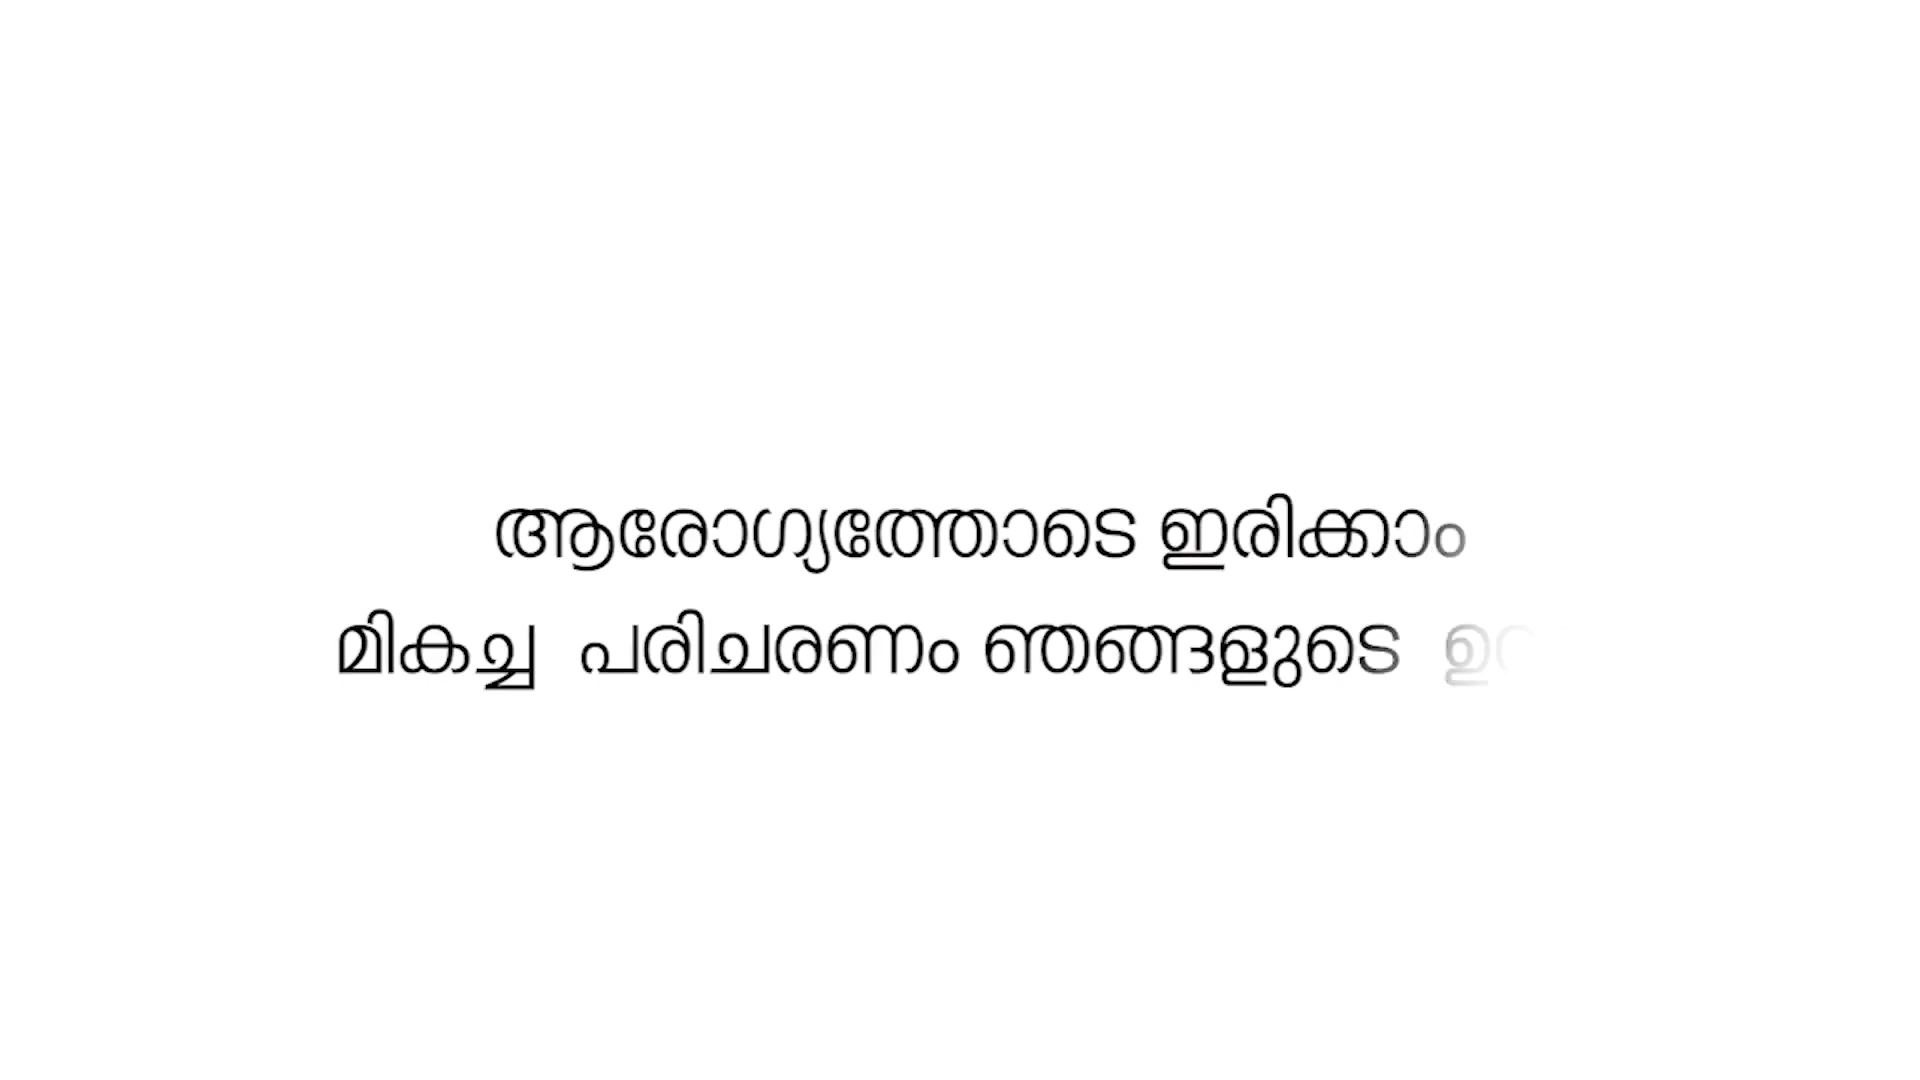 ആരോഗ്യത്തോടെ ഇരിക്കാം
മികച്ച പരിചരണം ഞങ്ങളുടെ